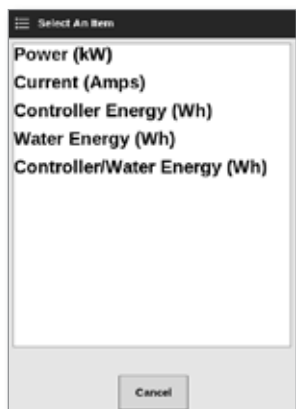 Select An Item
Power (kW)
Current (Amps)
Controller Energy (Wh)
Water Energy (Wh)
Controller/Water Energy (Wh)
Cancel